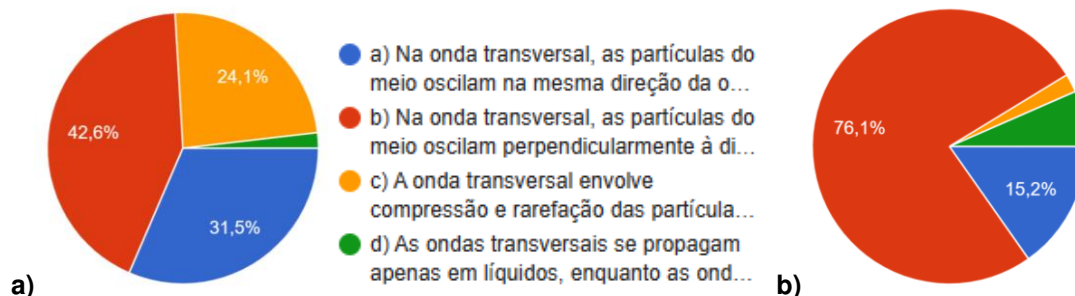 24,1%
42,6%
31,5%
a) Na onda transversal, as partículas do
meio oscilam na mesma direção da o...
b) Na onda transversal, as partículas do
meio oscilam perpendicularmente à di...
c) A onda transversal envolve
compressão e rarefação das partícula...
d) As ondas transversais se propagam
apenas em líquidos, enquanto as ond...
a)
76,1%
15,2%
b)